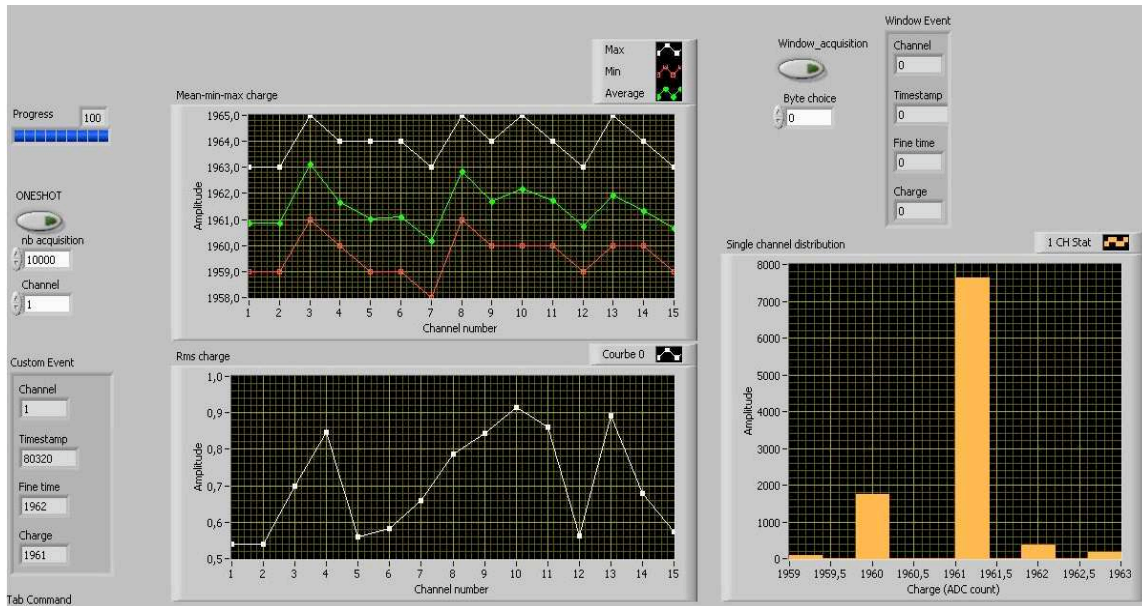 Progress
100
ONESHOT
nb acquisition
10000
Channel
1
Custom Event
Channel
1
Timestamp
80320
Fine time
1962
Charge
1961
Tab Command
Max
Min
Average
Mean-min-max charge
Amplitude
1965,0
1964,0
1963,0
1962,0
1961,0
1960,0
1959,0
1958,0
1 2 3 4 5 6 7 8 9 10 11 12 13 14 15
Channel number
Rms charge
Courbe 0
Amplitude
1,0
0,9
0,8
0,7
0,6
0,5
1 2 3 4 5 6 7 8 9 10 11 12 13 14 15
Channel number
Window_acquisition
Byte choice
0
Window Event
Channel
0
Timestamp
0
Fine time
0
Charge
0
Single channel distribution
1 CH Stat
Amplitude
8000
7000
6000
5000
4000
3000
2000
1000
0
1959 1959,5 1960 1960,5 1961 1961,5 1962 1962,5 1963
Charge (ADC count)